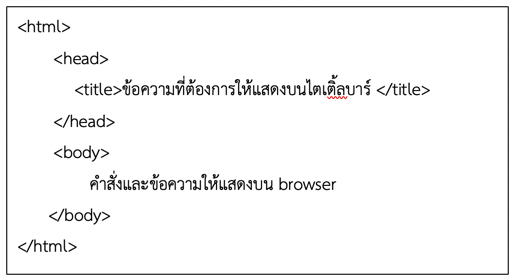 <html>
<head>
<title>ข้อความที่ต้องการให้แสดงบนไตเติ้ลบาร์ </title>
</head>
<body>
คำสั่งและข้อความให้แสดงบน browser
</body>
</html>